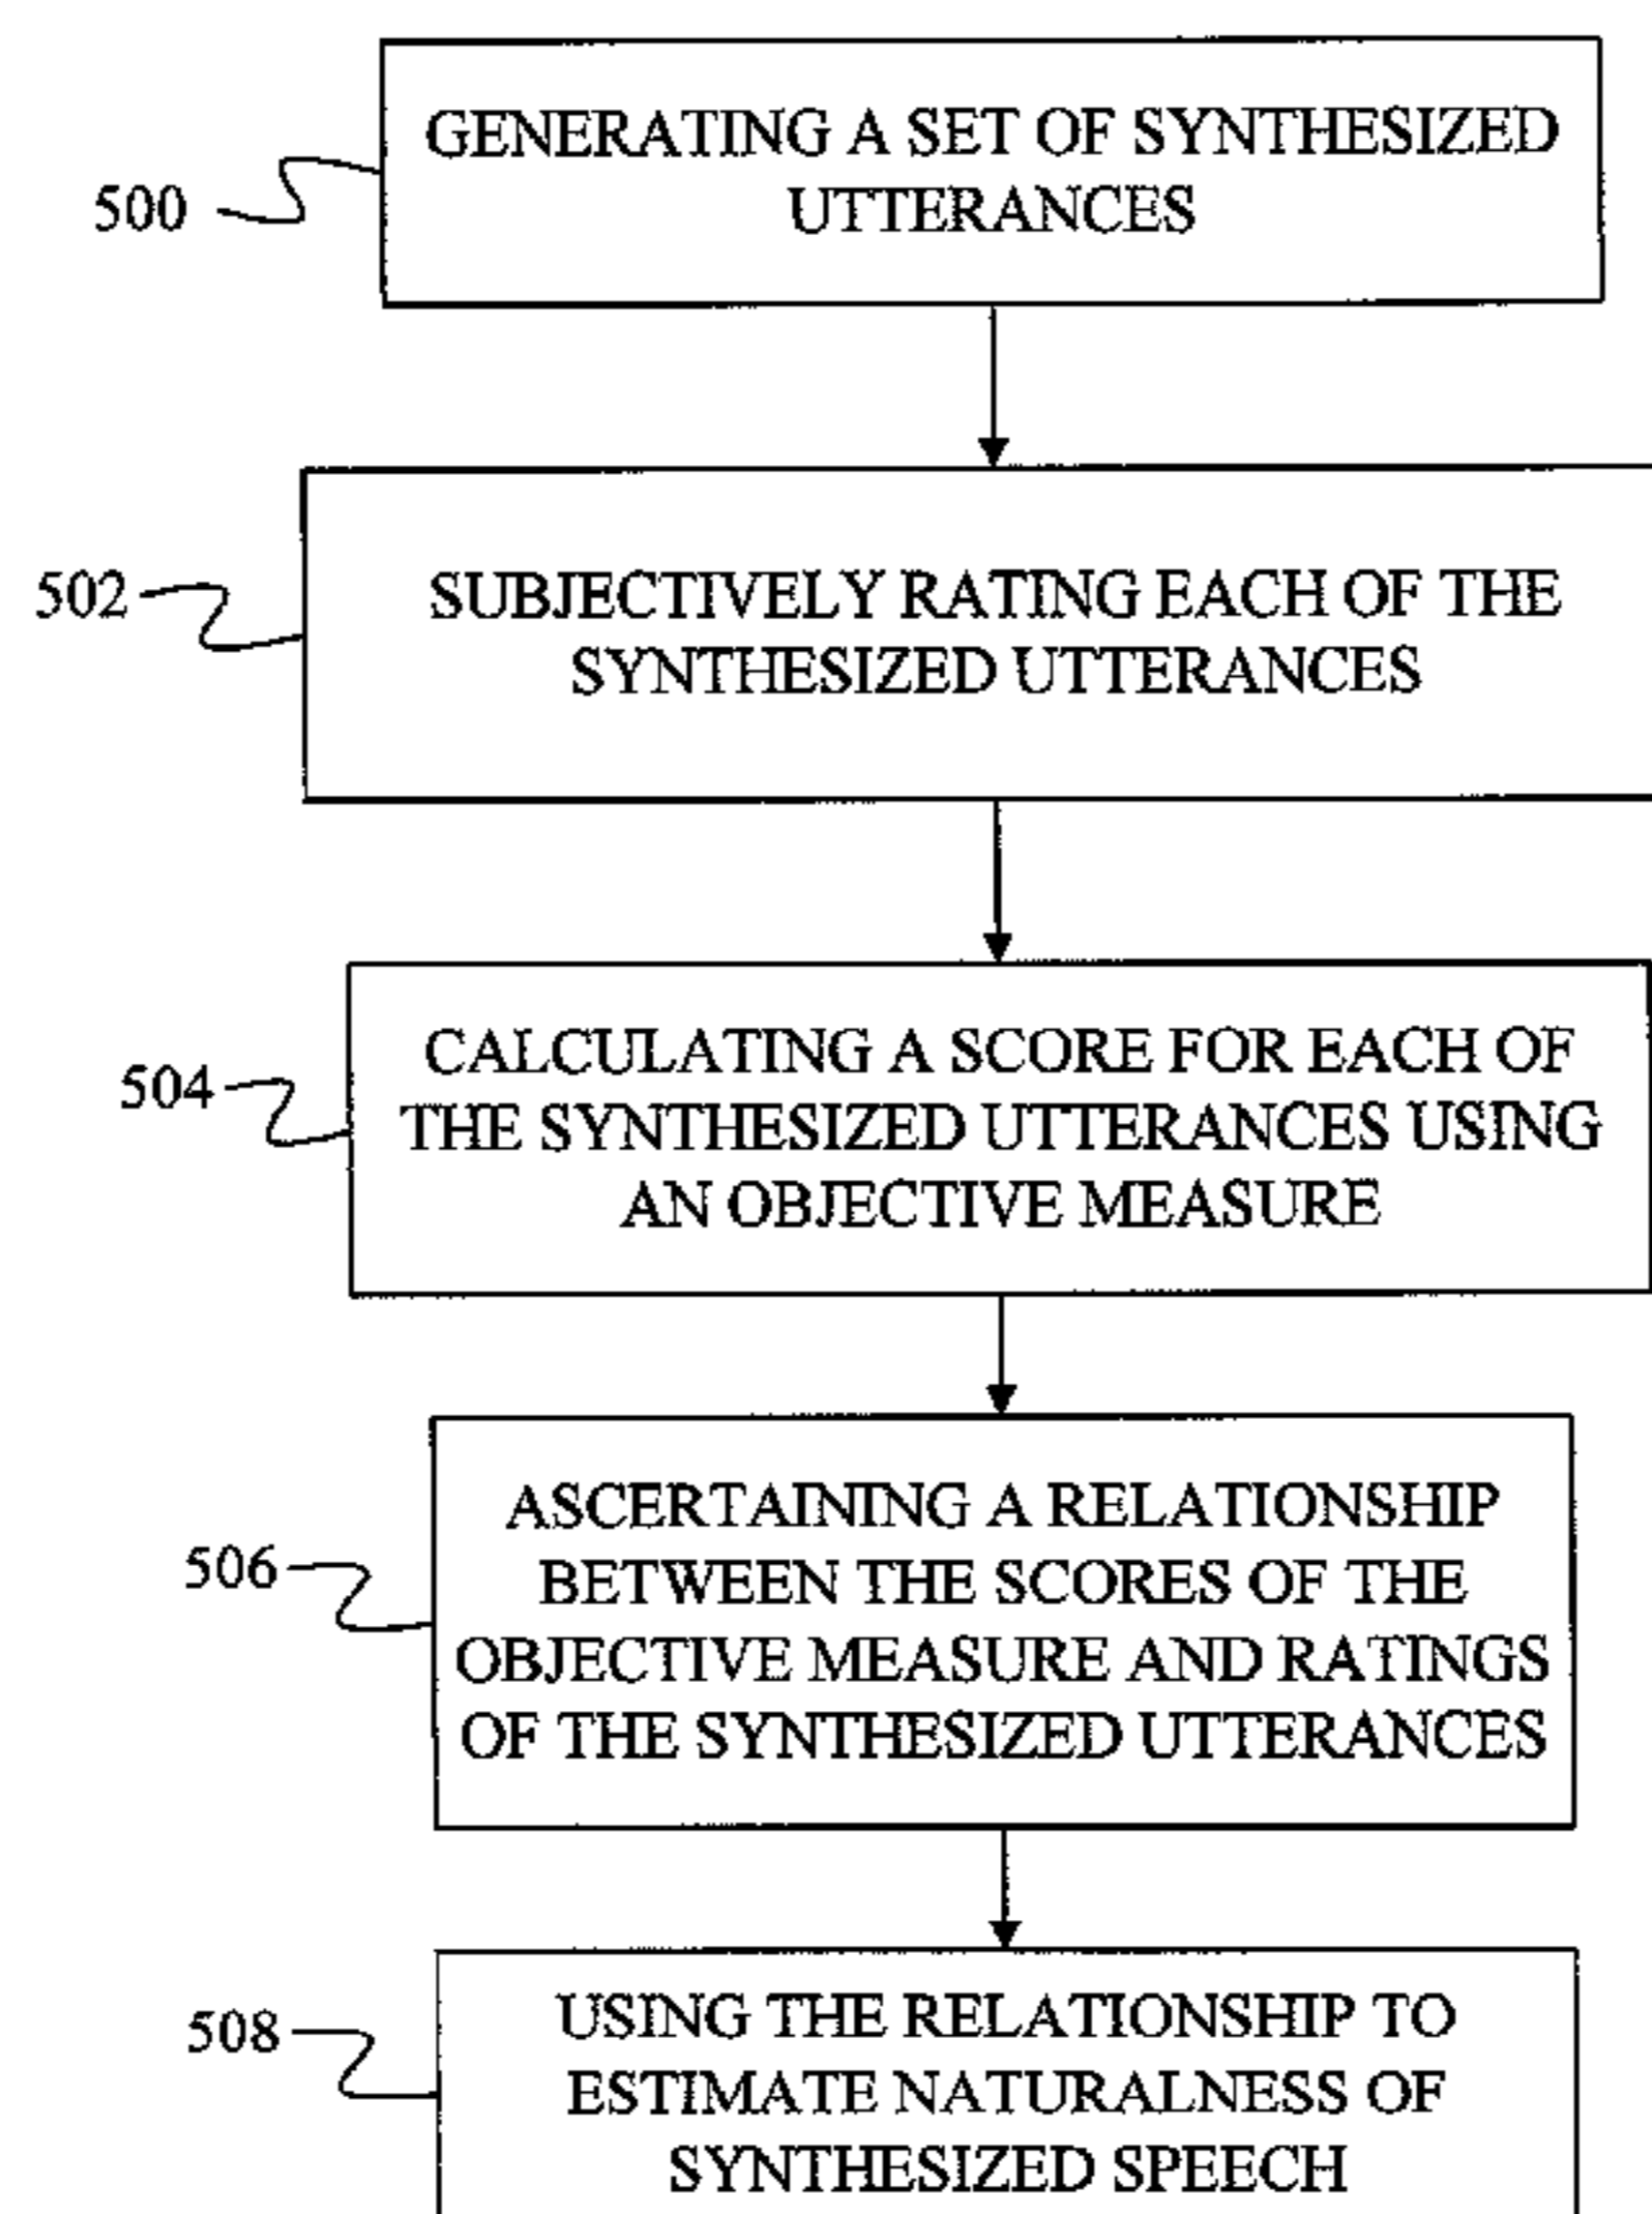 GENERATING A SET OF SYNTHESIZED
UTTERANCES
500
502
SUBJECTIVELY RATING EACH OF THE
SYNTHESIZED UTTERANCES
504
CALCULATING A SCORE FOR EACH OF
THE SYNTHESIZED UTTERANCES USING
AN OBJECTIVE MEASURE
506
ASCERTAINING A RELATIONSHIP
BETWEEN THE SCORES OF THE
OBJECTIVE MEASURE AND RATINGS
OF THE SYNTHESIZED UTTERANCES
508
USING THE RELATIONSHIP TO
ESTIMATE NATURALNESS OF
SYNTHESIZED SPEECH